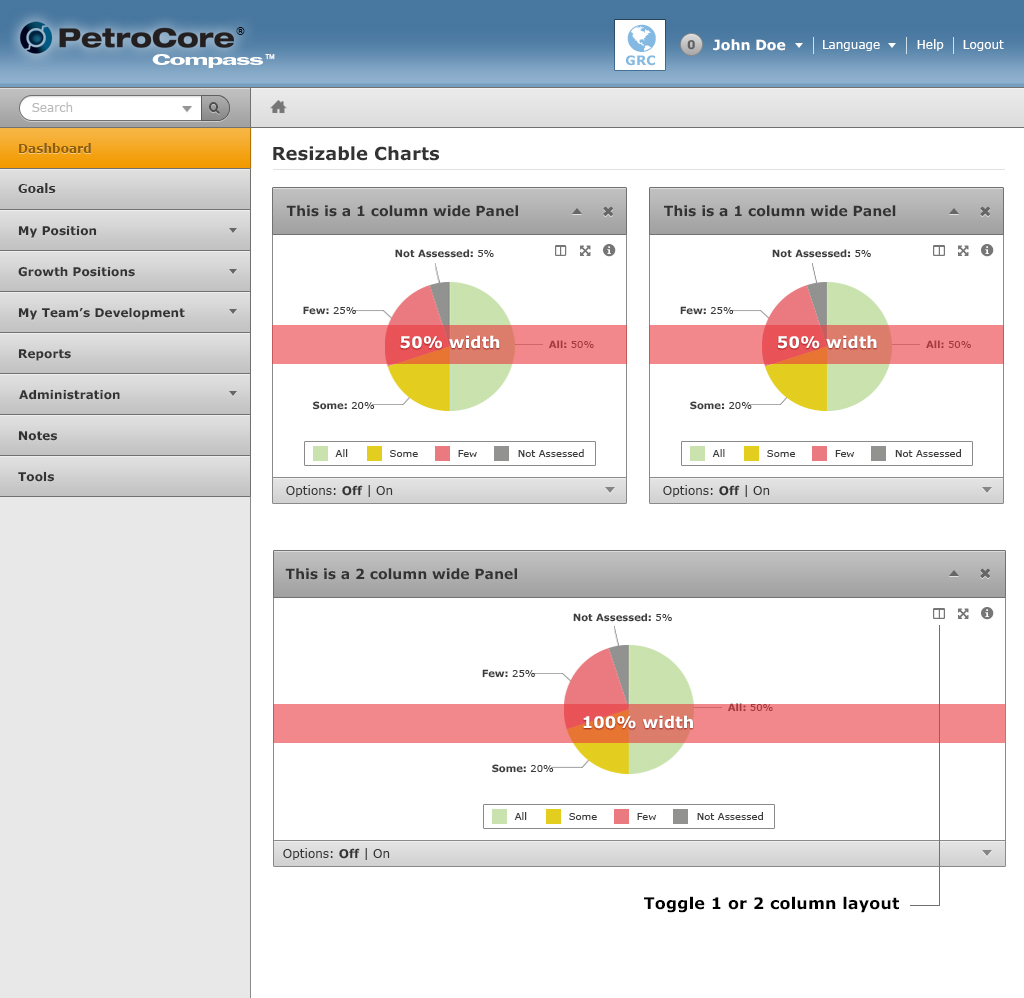 PetroCore®
Compass™
GRC
0 John Doe Language Help Logout
Search
Dashboard
Goals
My Position
Growth Positions
My Team’s Development
Reports
Administration
Notes
Tools
Resizable Charts
This is a 1 column wide Panel
Not Assessed: 5%
Few: 25%
50% width
All: 50%
Some: 20%
All Some Few Not Assessed
Options: Off | On
This is a 1 column wide Panel
Not Assessed: 5%
Few: 25%
50% width
All: 50%
Some: 20%
All Some Few Not Assessed
Options: Off | On
This is a 2 column wide Panel
Not Assessed: 5%
Few: 25%
All: 50%
100% width
Some: 20%
All Some Few Not Assessed
Options: Off | On
Toggle 1 or 2 column layout